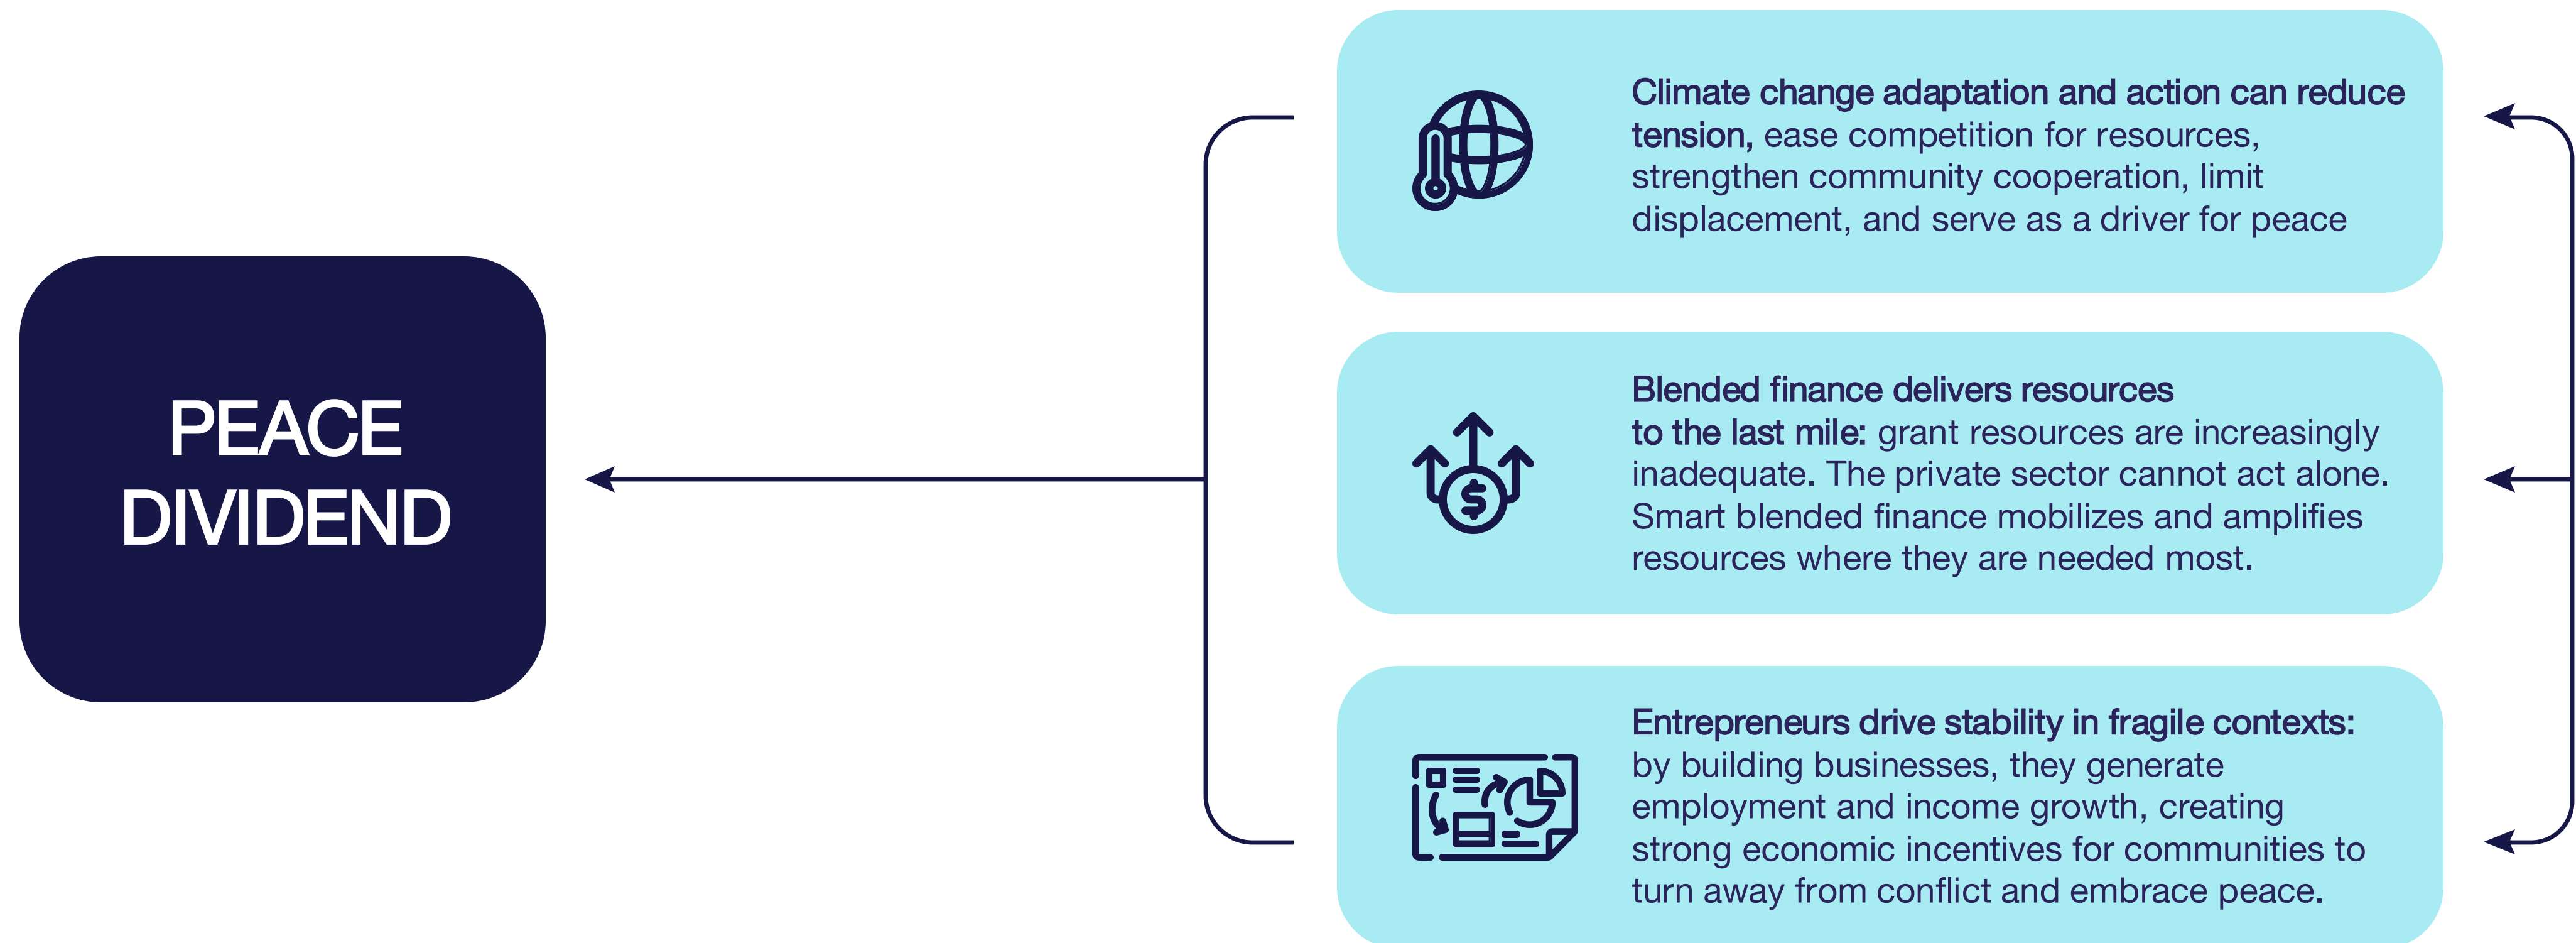 PEACE
DIVIDEND
Climate change adaptation and action can reduce
tension, ease competition for resources,
strengthen community cooperation, limit
displacement, and serve as a driver for peace
Blended finance delivers resources
to the last mile: grant resources are increasingly
inadequate. The private sector cannot act alone.
Smart blended finance mobilizes and amplifies
resources where they are needed most.
Entrepreneurs drive stability in fragile contexts:
by building businesses, they generate
employment and income growth, creating
strong economic incentives for communities to
turn away from conflict and embrace peace.